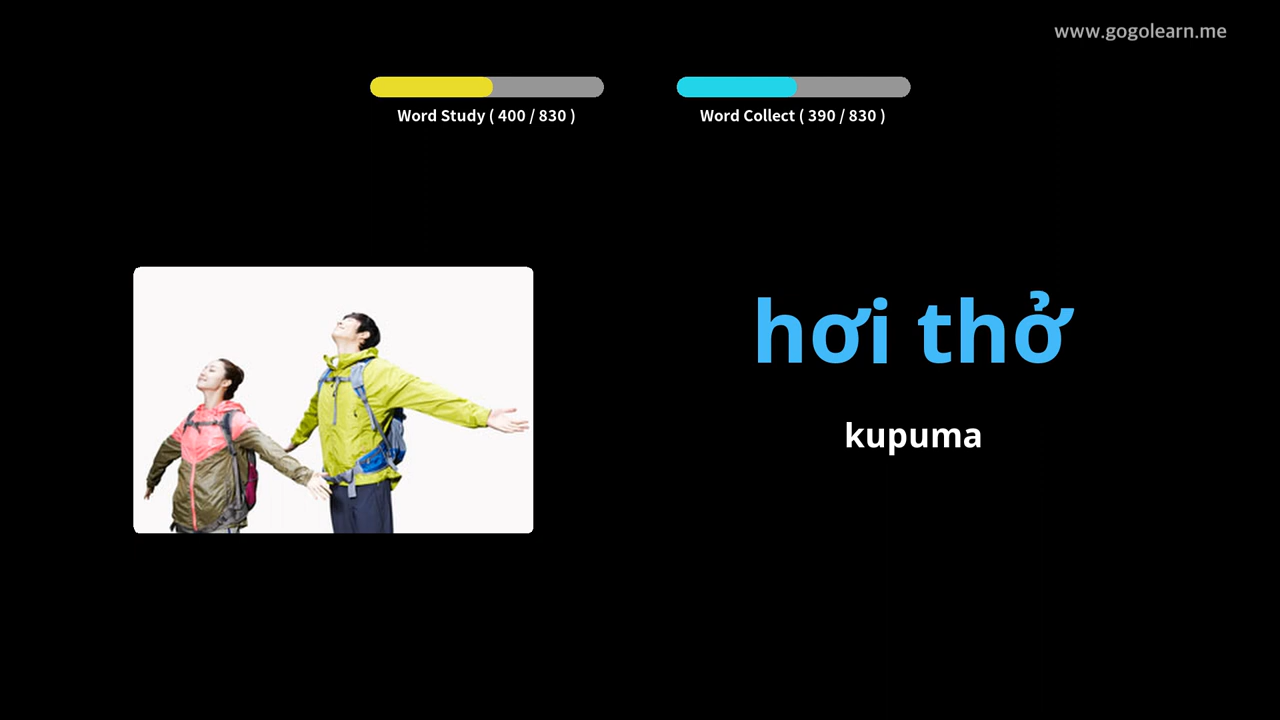 www.gogolearn.me
Word Study ( 400 / 830 )
Word Collect ( 390 / 830 )
hơi thở
kupuma